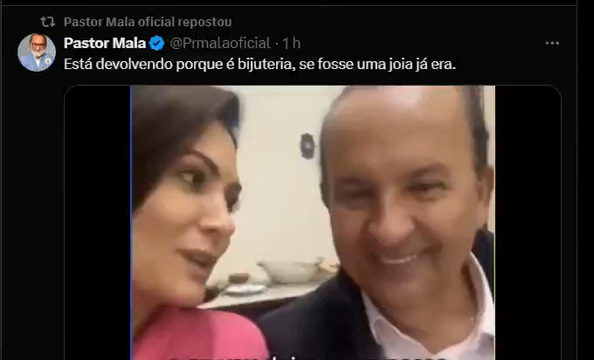 Pastor Mala oficial repostou
Pastor Mala @Prmalaoficial · 1 h
Está devolvendo porque é bijuteria, se fosse uma joia já era.